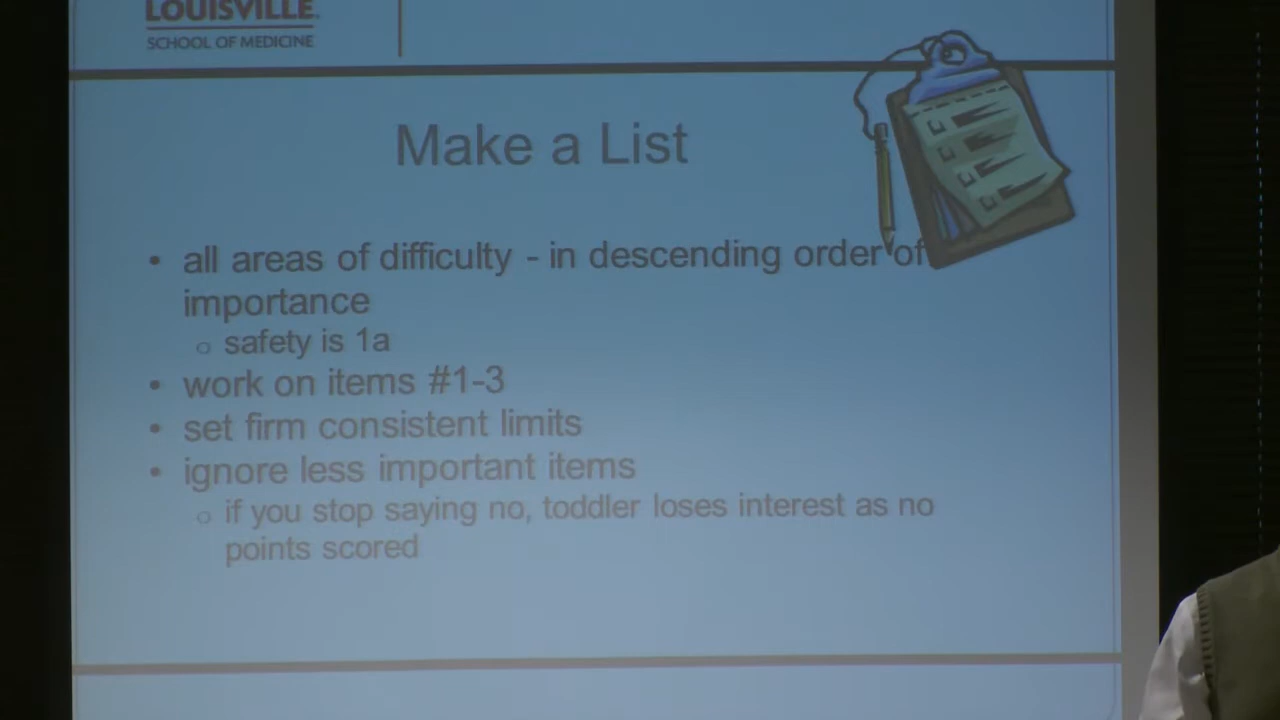 LOUISVILLE
SCHOOL OF MEDICINE
Make a List
• all areas of difficulty - in descending order of
importance
o safety is 1a
• work on items #1-3
• set firm consistent limits
• ignore less important items
o if you stop saying no, toddler loses interest as no
points scored